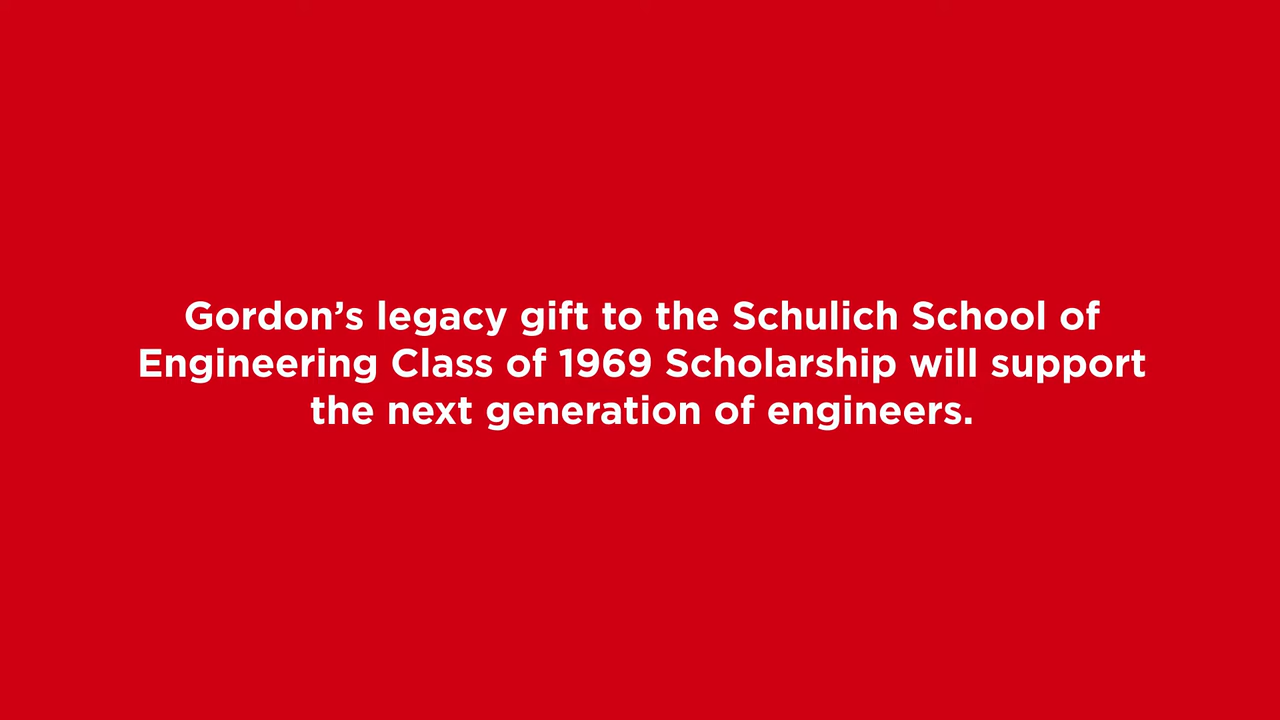 Gordon’s legacy gift to the Schulich School of
Engineering Class of 1969 Scholarship will support
the next generation of engineers.